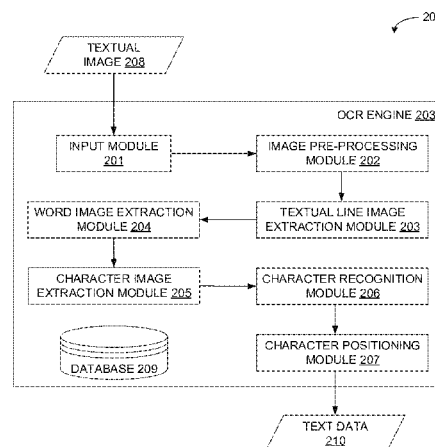 20
TEXTUAL
IMAGE 208
OCR ENGINE 203
INPUT MODULE
201
IMAGE PRE-PROCESSING
MODULE 202
WORD IMAGE EXTRACTION
MODULE 204
TEXTUAL LINE IMAGE
EXTRACTION MODULE 203
CHARACTER IMAGE
EXTRACTION MODULE 205
CHARACTER RECOGNITION
MODULE 206
DATABASE 209
CHARACTER POSITIONING
MODULE 207
TEXT DATA
210